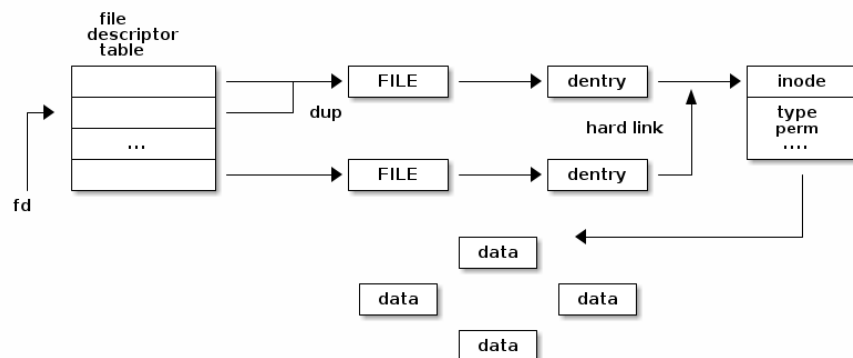 file
descriptor
table
FILE
dentry
inode
dup
hard link
type
perm
....
...
FILE
dentry
fd
data
data
data
data